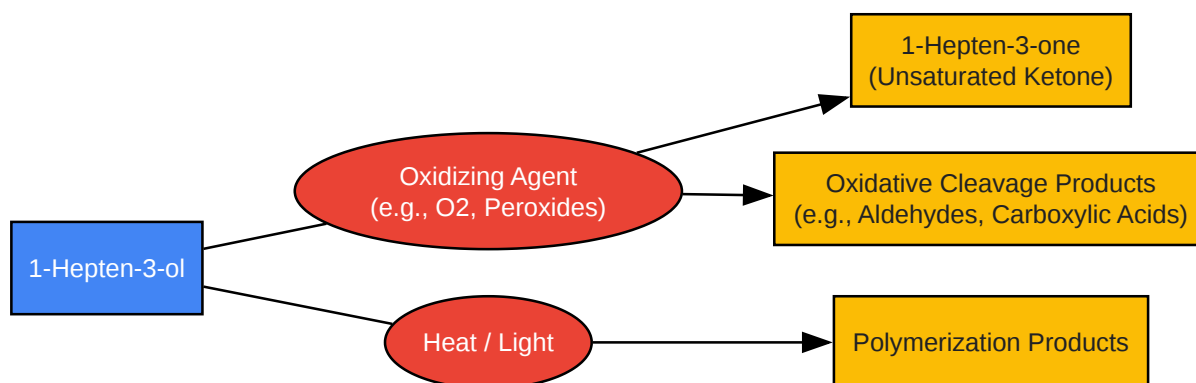 1-Hepten-3-ol
Oxidizing Agent
(e.g., O2, Peroxides)
Heat / Light
1-Hepten-3-one
(Unsaturated Ketone)
Oxidative Cleavage Products
(e.g., Aldehydes, Carboxylic Acids)
Polymerization Products